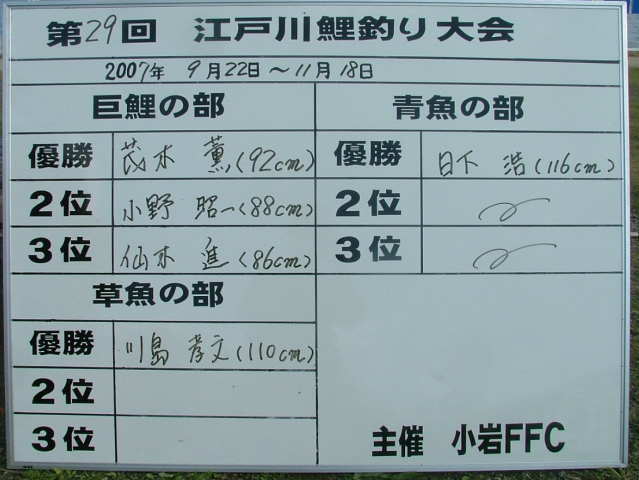 第29回 江戸川鯉釣り大会
2007年 9月22日～11月18日
巨鯉の部
優勝 茂木 薫 (92cm)
2位 小野 昭一 (88cm)
3位 仙木 進 (86cm)
草魚の部
優勝 川島 孝文 (110cm)
2位
3位
青魚の部
優勝 日下 浩 (116cm)
2位
3位
主催 小岩FFC